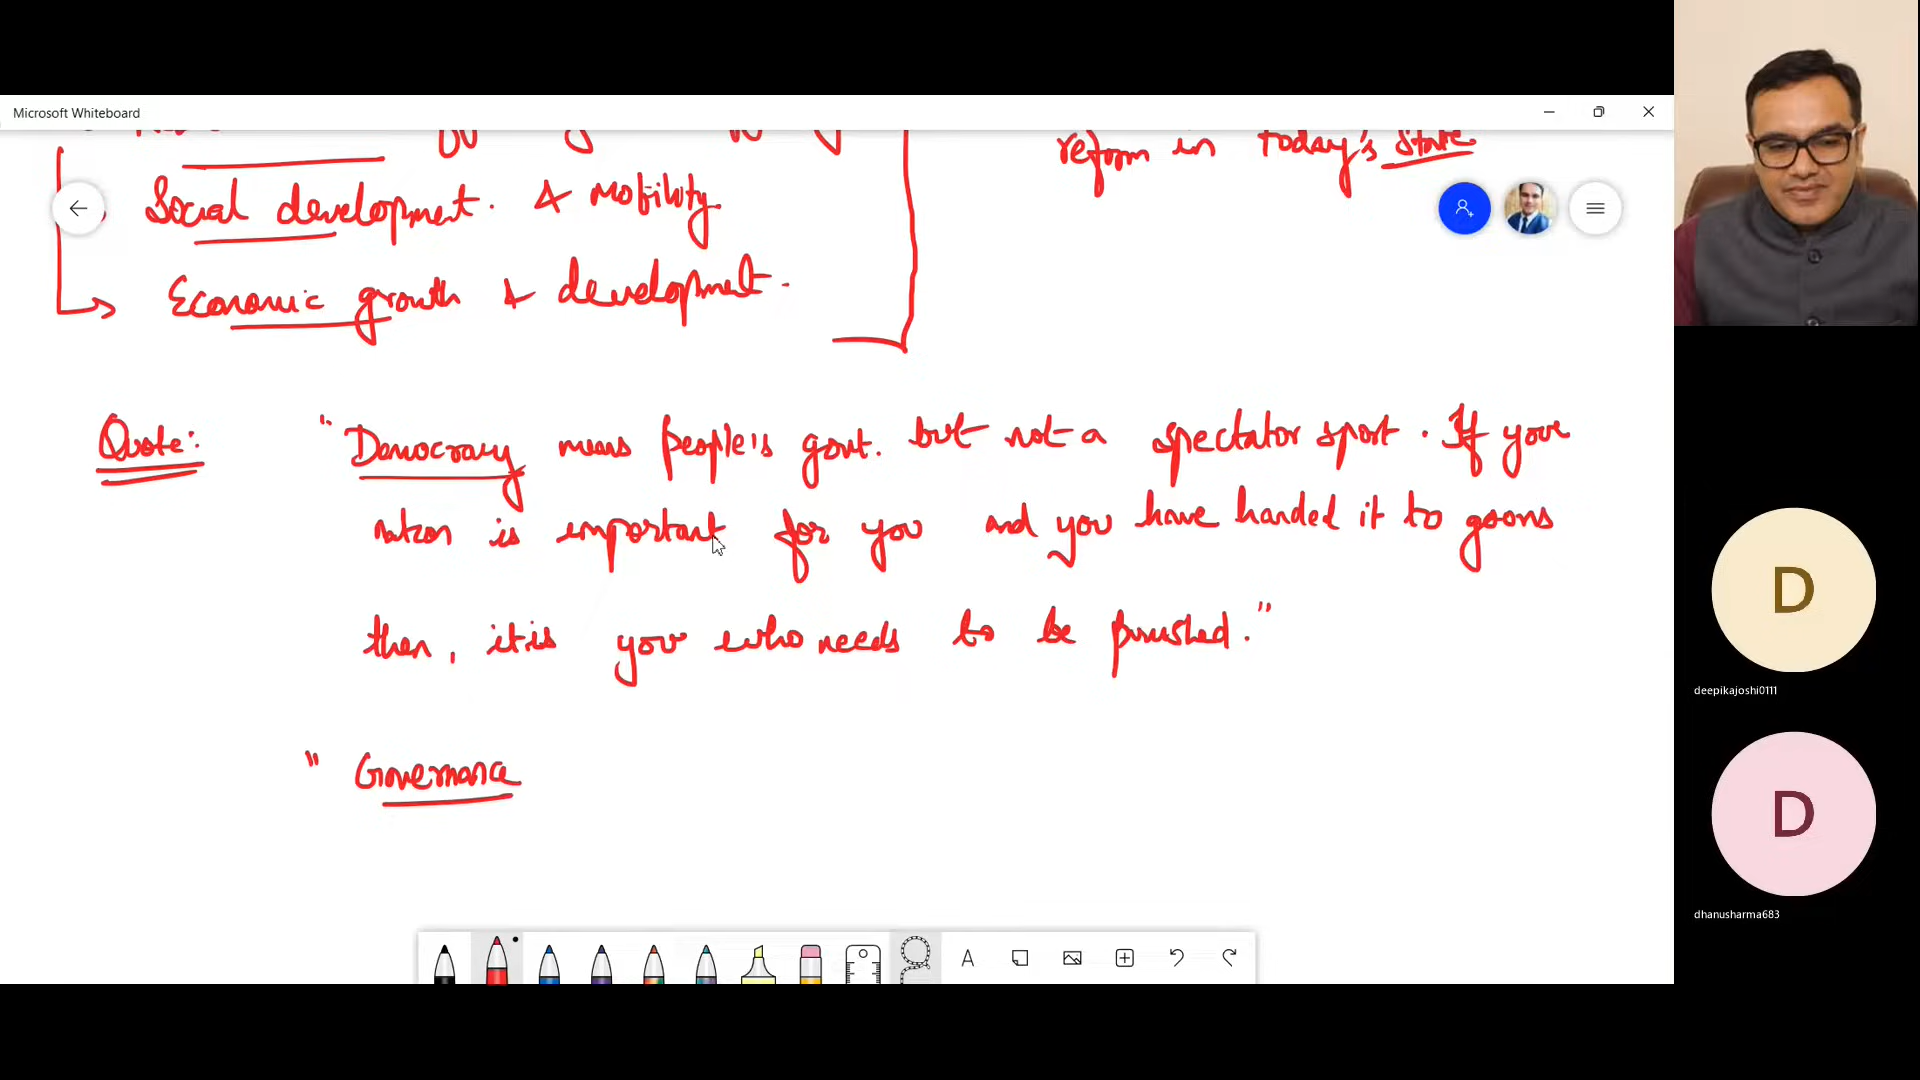 Microsoft Whiteboard
reform in today's State
Social development. & mobility.
Economic growth & development.
Quote: "Democracy means people's govt. but not a spectator sport. If your
nation is important for you and you have handed it to goons
then, it is you who needs to be punished."
" Governance
D
deepikajoshi0111
D
dhanusharma683